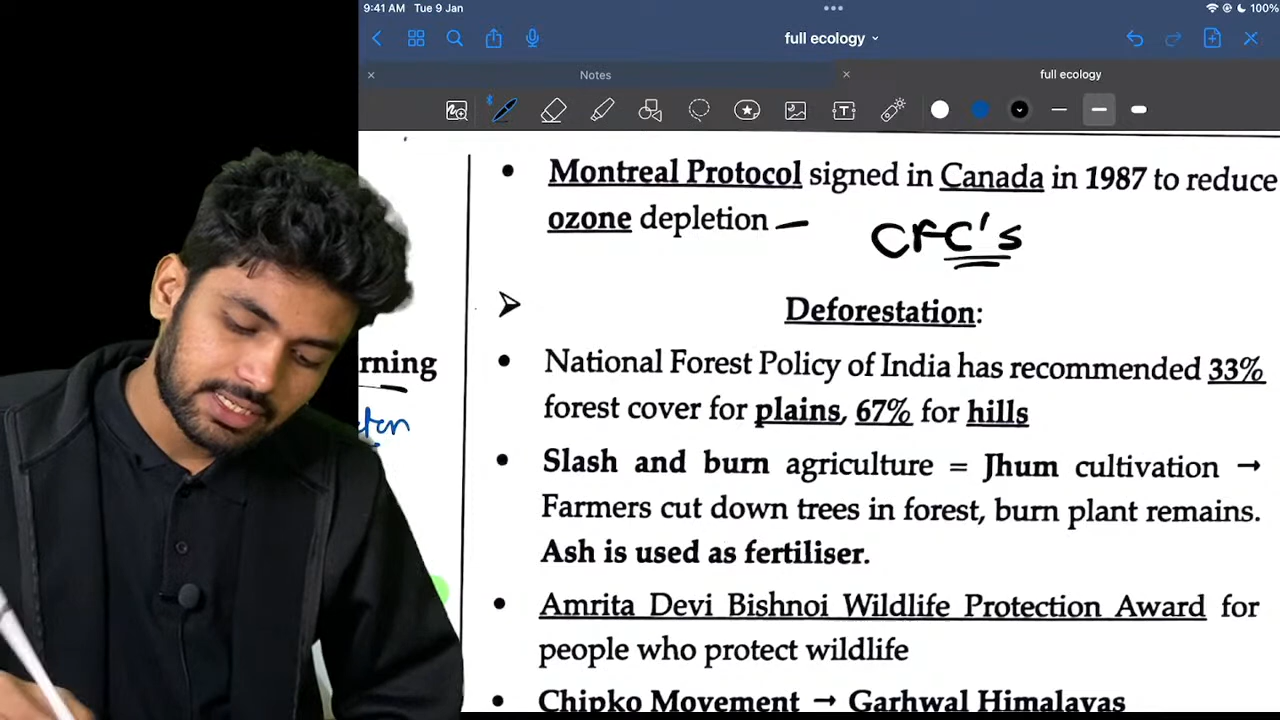 9:41 AM Tue 9 Jan
100%
full ecology
Notes
full ecology
Montreal Protocol signed in Canada in 1987 to reduce
ozone depletion – CFC's
Deforestation:
rning
National Forest Policy of India has recommended 33%
forest cover for plains, 67% for hills
Slash and burn agriculture = Jhum cultivation →
Farmers cut down trees in forest, burn plant remains.
Ash is used as fertiliser.
Amrita Devi Bishnoi Wildlife Protection Award for
people who protect wildlife
Chipko Movement → Garhwal Himalayas